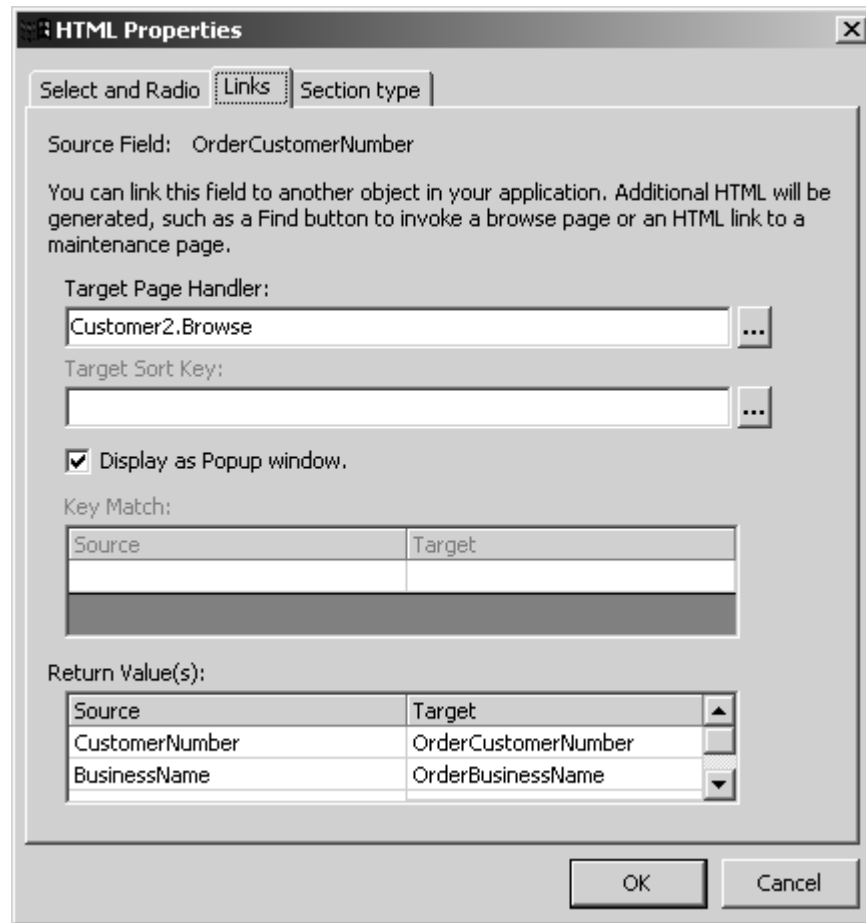 HTML Properties
Select and Radio Links Section type
Source Field: OrderCustomerNumber
You can link this field to another object in your application. Additional HTML will be
generated, such as a Find button to invoke a browse page or an HTML link to a
maintenance page.
Target Page Handler:
Customer2.Browse
...
Target Sort Key:
...
Display as Popup window.
Key Match:
Source Target
Return Value(s):
Source Target
CustomerNumber OrderCustomerNumber
BusinessName OrderBusinessName
OK Cancel